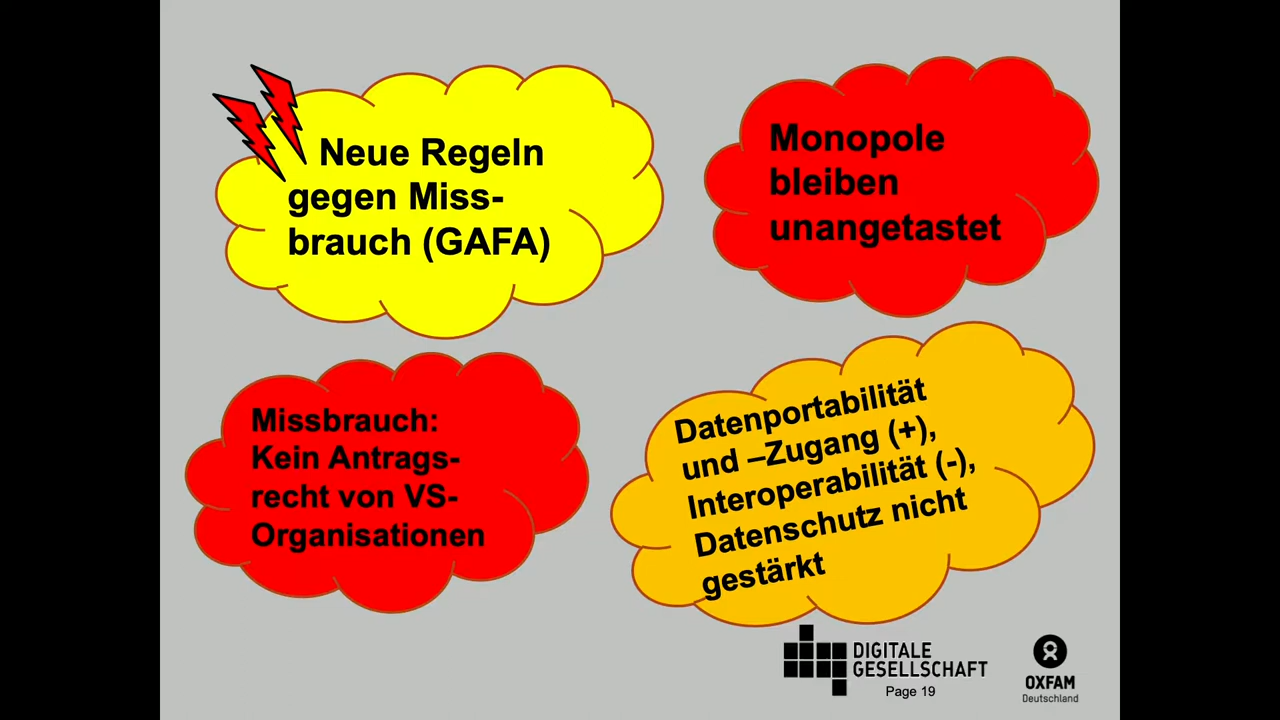 Neue Regeln
gegen Miss-
brauch (GAFA)
Monopole
bleiben
unangetastet
Missbrauch:
Kein Antrags-
recht von VS-
Organisationen
Datenportabilität
und –Zugang (+),
Interoperabilität (-),
Datenschutz nicht
gestärkt
DIGITALE
GESELLSCHAFT
Page 19
OXFAM
Deutschland